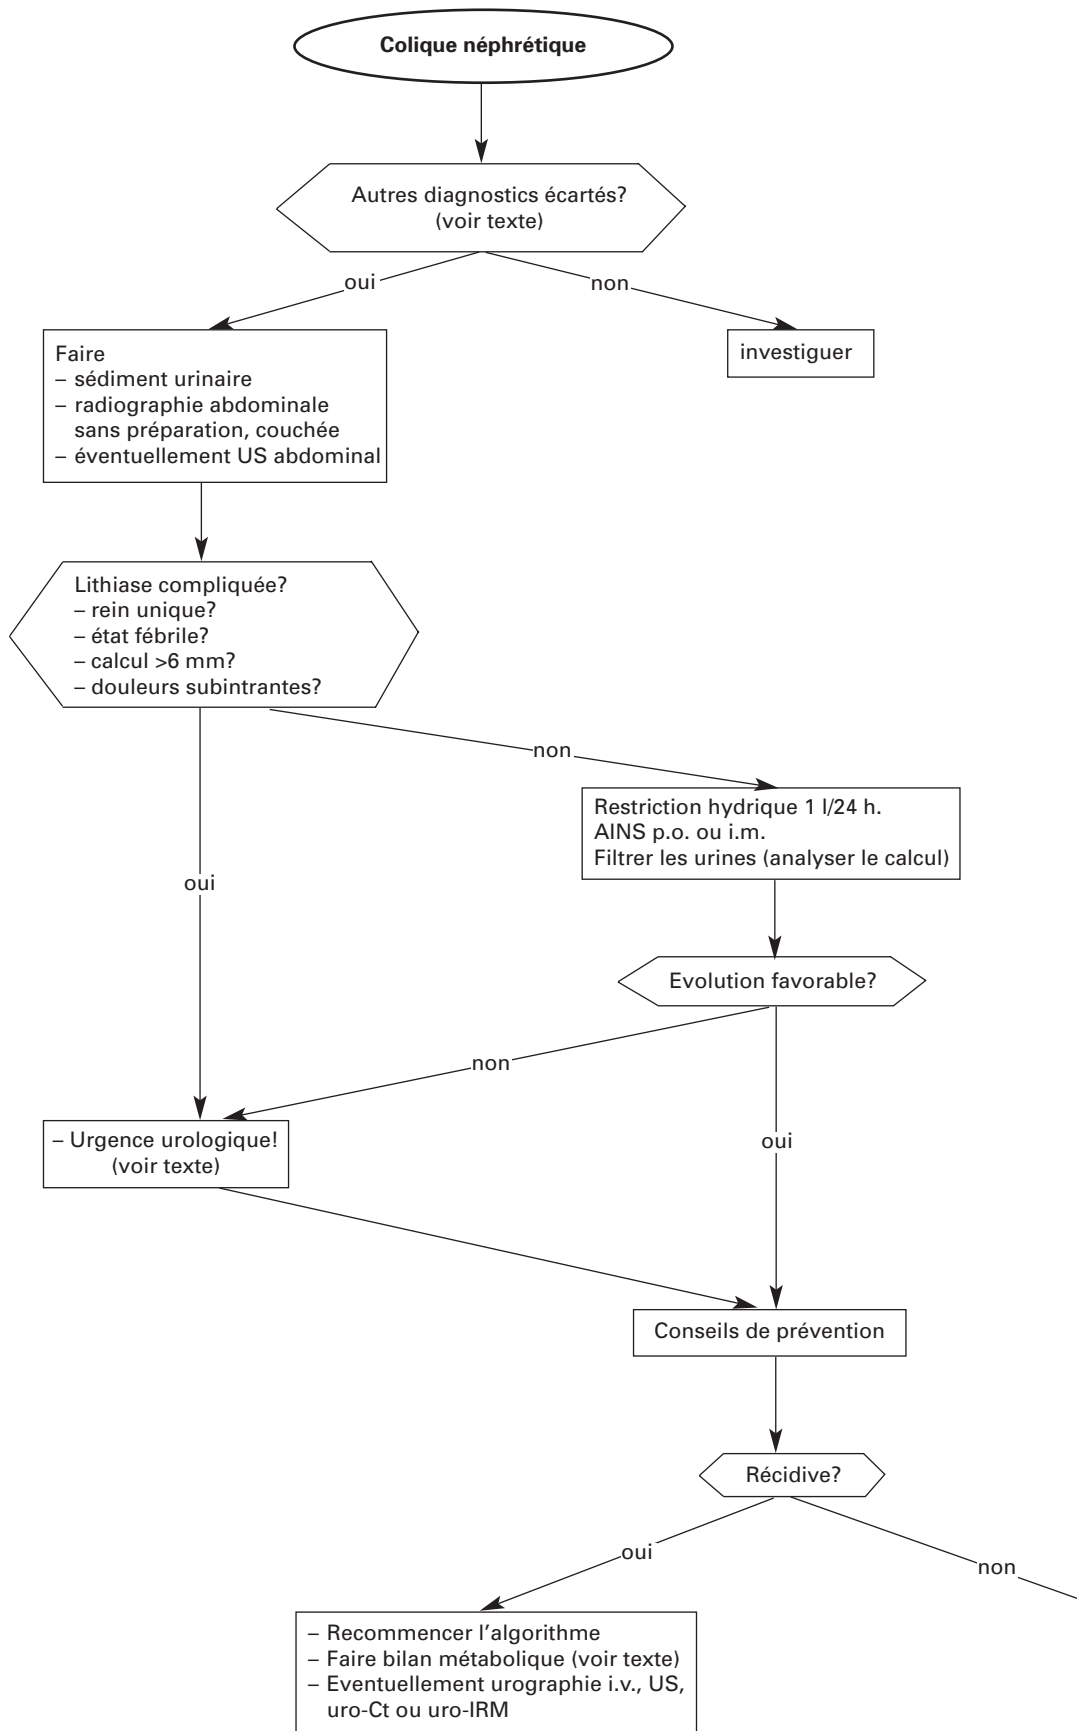 Colique néphrétique
Autres diagnostics écartés?
(voir texte)
oui
non
Faire
– sédiment urinaire
– radiographie abdominale
sans préparation, couchée
– éventuellement US abdominal
investiguer
Lithiase compliquée?
– rein unique?
– état fébrile?
– calcul >6 mm?
– douleurs subintrantes?
non
Restriction hydrique 1 l/24 h.
AINS p.o. ou i.m.
Filtrer les urines (analyser le calcul)
oui
Evolution favorable?
non
– Urgence urologique!
(voir texte)
oui
Conseils de prévention
Récidive?
oui
non
– Recommencer l'algorithme
– Faire bilan métabolique (voir texte)
– Eventuellement urographie i.v., US,
uro-Ct ou uro-IRM